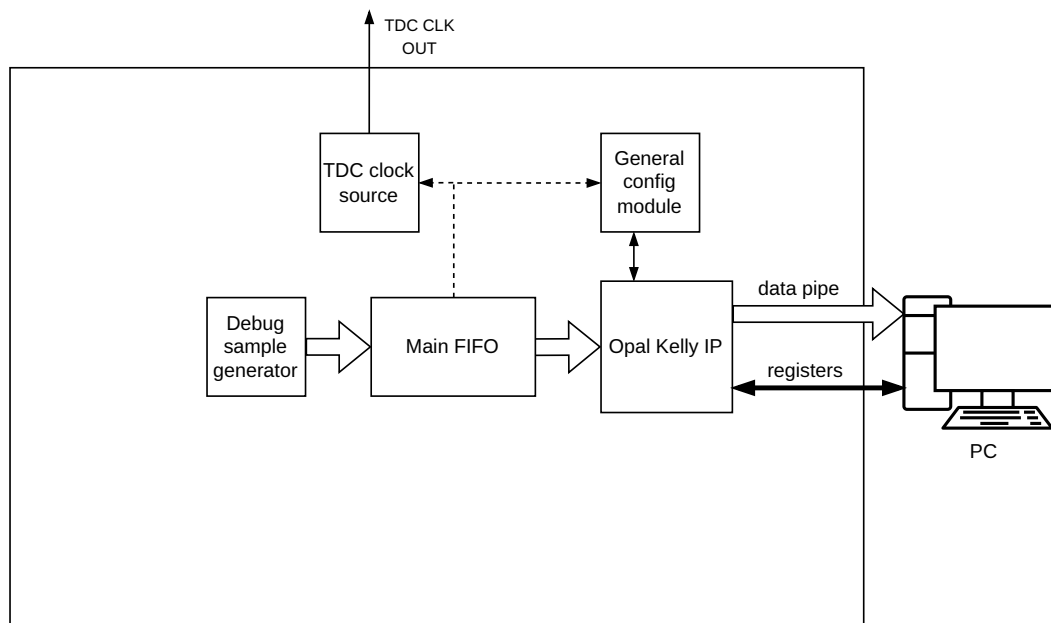 TDC CLK
OUT
TDC clock
source
General
config
module
Debug
sample
generator
Main FIFO
Opal Kelly IP
data pipe
registers
PC